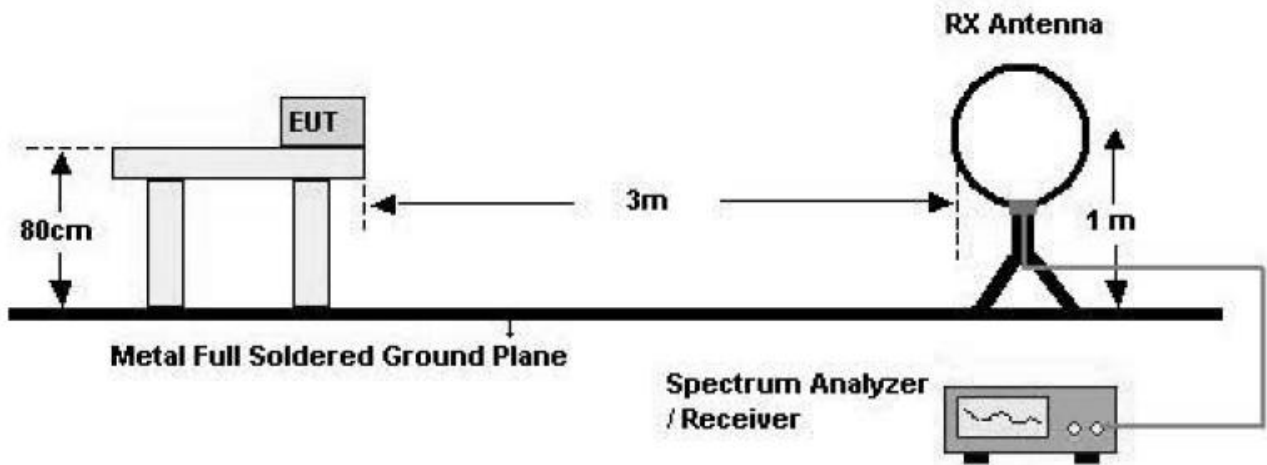 RX Antenna
EUT
80cm
3m
1 m
Metal Full Soldered Ground Plane
Spectrum Analyzer
/ Receiver